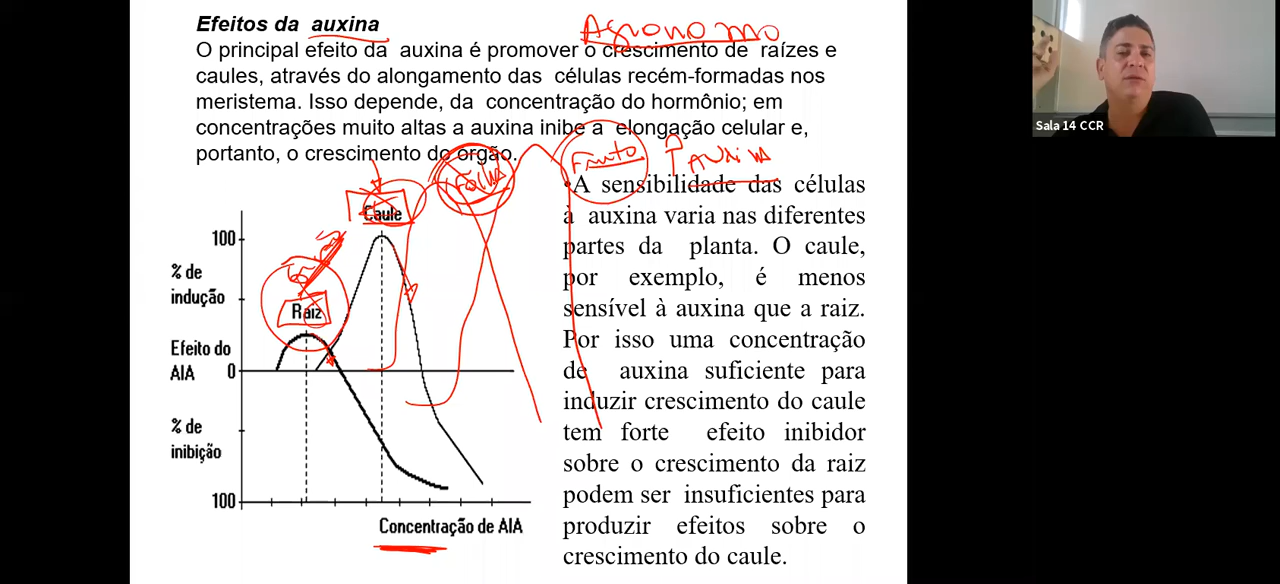 Efeitos da auxina
Agronomo
O principal efeito da auxina é promover o crescimento de raízes e
caules, através do alongamento das células recém-formadas nos
meristema. Isso depende, da concentração do hormônio; em
concentrações muito altas a auxina inibe a elongação celular e,
portanto, o crescimento do órgão.
Folha
Fruto
Auxina
Caule
100
% de
indução
Raiz
Efeito do
AIA
0
% de
inibição
100
Concentração de AIA
•A sensibilidade das células
à auxina varia nas diferentes
partes da planta. O caule,
por exemplo, é menos
sensível à auxina que a raiz.
Por isso uma concentração
de auxina suficiente para
induzir crescimento do caule
tem forte efeito inibidor
sobre o crescimento da raiz
podem ser insuficientes para
produzir efeitos sobre o
crescimento do caule.
Sala 14 CCR